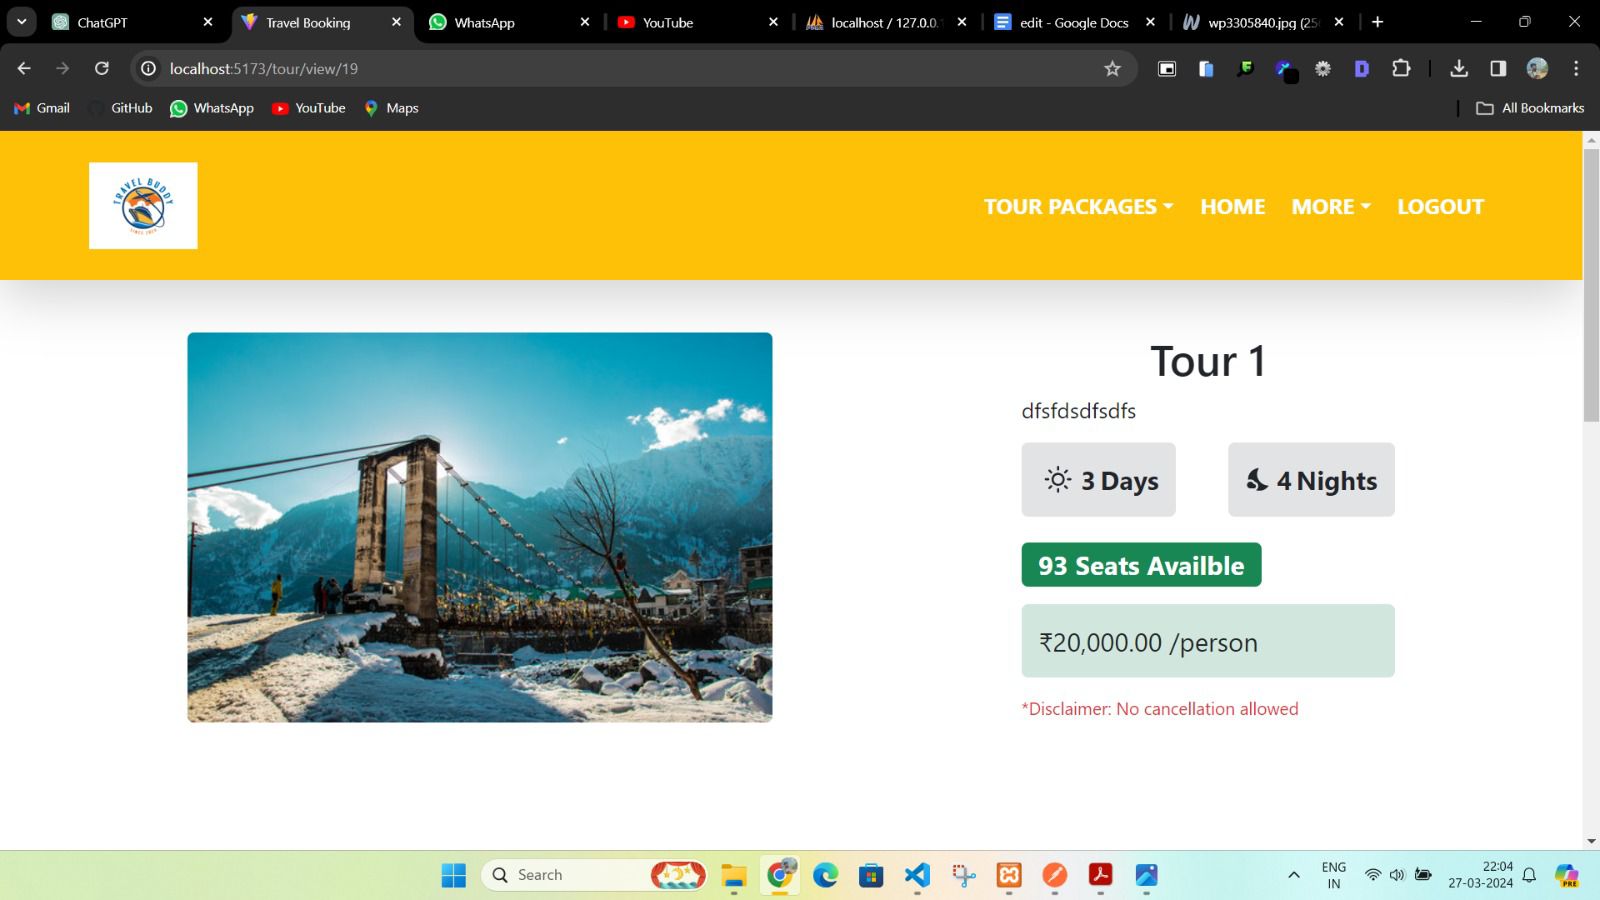 ChatGPT
Travel Booking
WhatsApp
YouTube
localhost / 127.0.0.1
edit - Google Docs
wp3305840.jpg (25
localhost:5173/tour/view/19
Gmail
GitHub
WhatsApp
YouTube
Maps
All Bookmarks
TRAVEL BUDDY
TOUR PACKAGES
HOME
MORE
LOGOUT
Tour 1
dfsfdsdfsdfs
3 Days
4 Nights
93 Seats Availble
₹20,000.00 /person
*Disclaimer: No cancellation allowed
Search
ENG
IN
22:04
27-03-2024
PRE